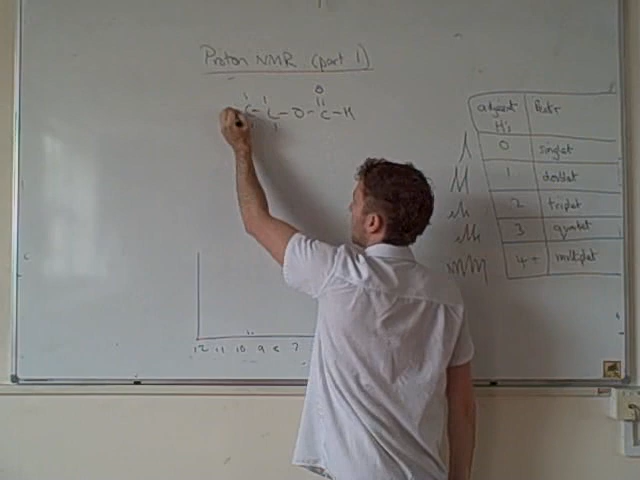 Proton NMR (part 1)
O
C - C - O - C - H
adjacent H's Peak
0 singlet
1 doublet
2 triplet
3 quartet
4+ multiplet
12 11 10 9 8 7